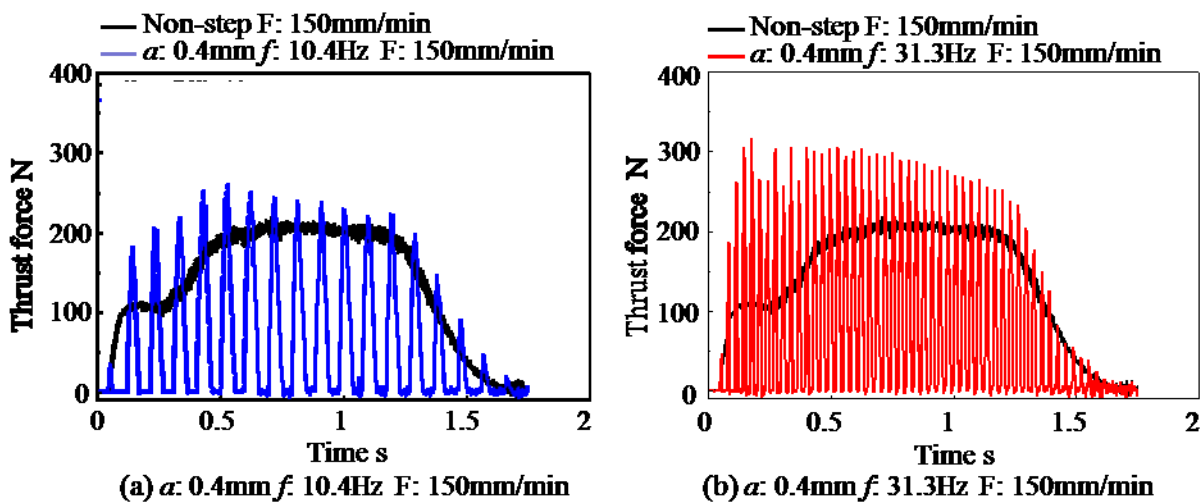 Non-step F: 150mm/min
a: 0.4mm f: 10.4Hz F: 150mm/min
400
300
200
100
0
Thrust force N
0
0.5
1
1.5
2
Time s
(a) a: 0.4mm f: 10.4Hz F: 150mm/min
Non-step F: 150mm/min
a: 0.4mm f: 31.3Hz F: 150mm/min
400
300
200
100
0
Thrust force N
0
0.5
1
1.5
2
Time s
(b) a: 0.4mm f: 31.3Hz F: 150mm/min